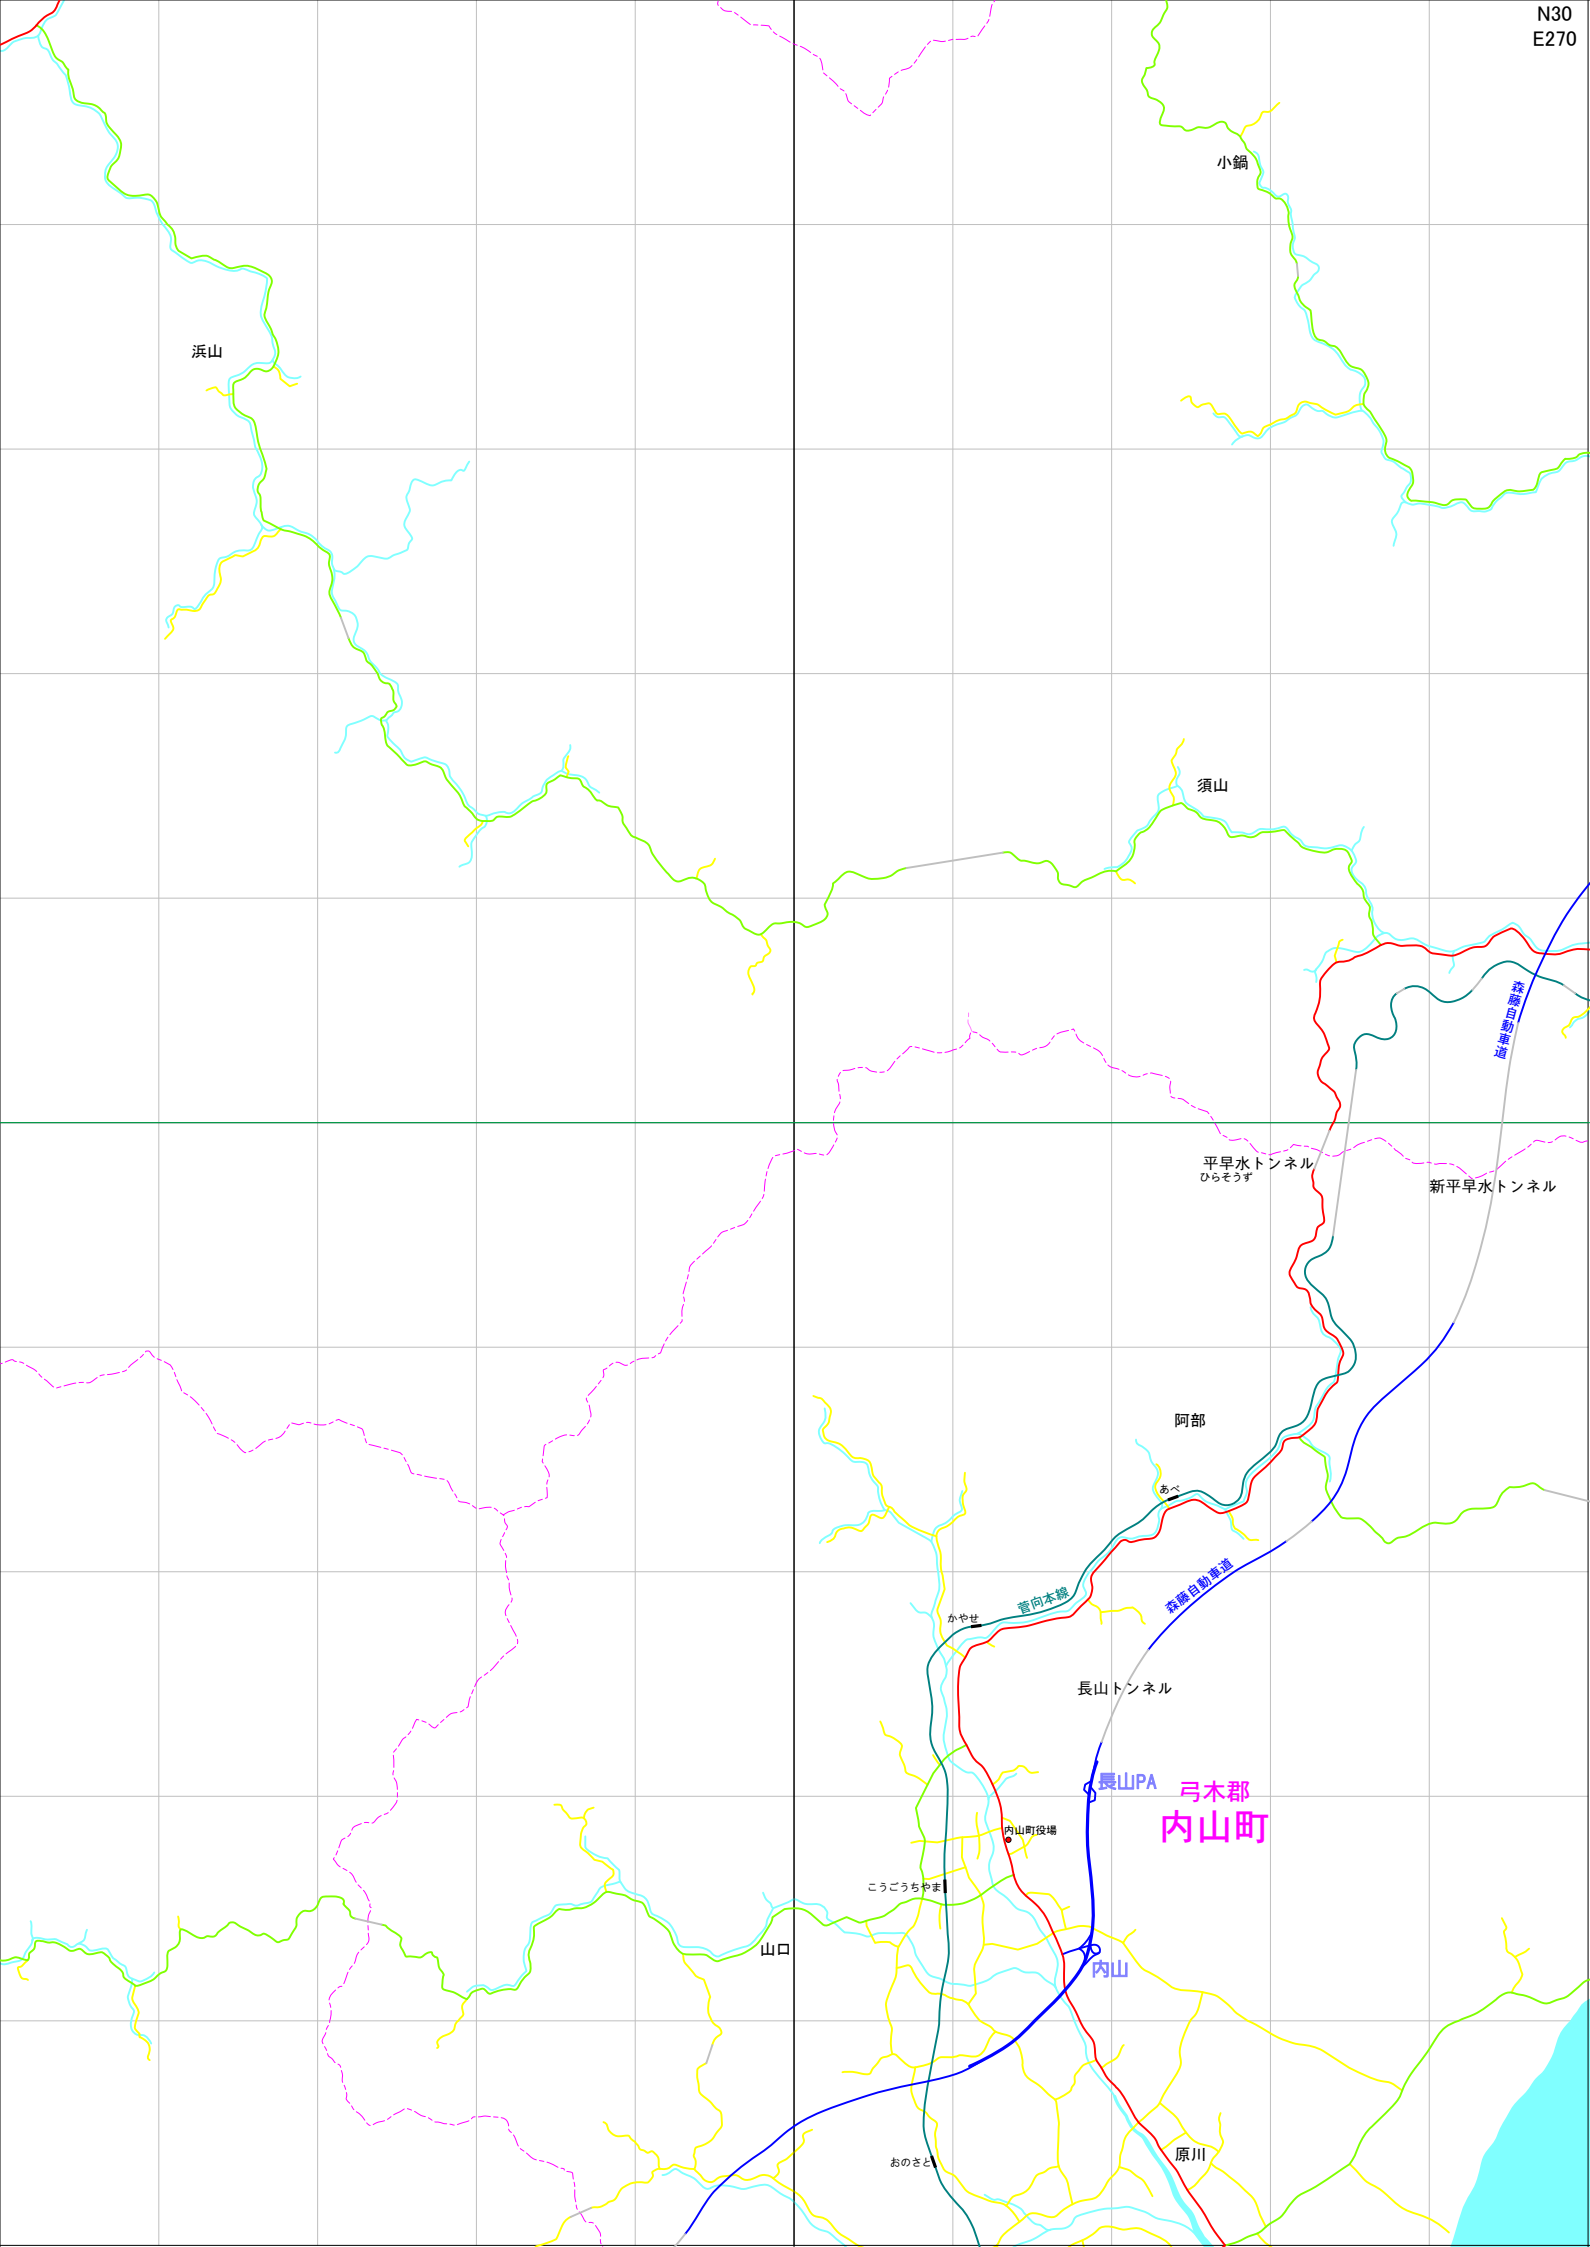 N30
E270
小鍋
浜山
須山
森藤自動車道
平早水トンネル
ひらそうず
新平早水トンネル
阿部
あべ
森藤自動車道
菅向本線
かやせ
長山トンネル
長山PA
弓木郡
内山町
内山町役場
こうごうちやま
山口
内山
原川
おのさと